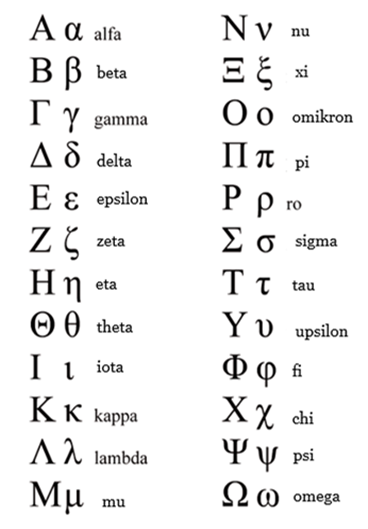 Α α alfa
Β β beta
Γ γ gamma
Δ δ delta
Ε ε epsilon
Ζ ζ zeta
Η η eta
Θ θ theta
Ι ι iota
Κ κ kappa
Λ λ lambda
Μ μ mu
Ν ν nu
Ξ ξ xi
Ο ο omikron
Π π pi
Ρ ρ ro
Σ σ sigma
Τ τ tau
Υ υ upsilon
Φ φ fi
Χ χ chi
Ψ ψ psi
Ω ω omega